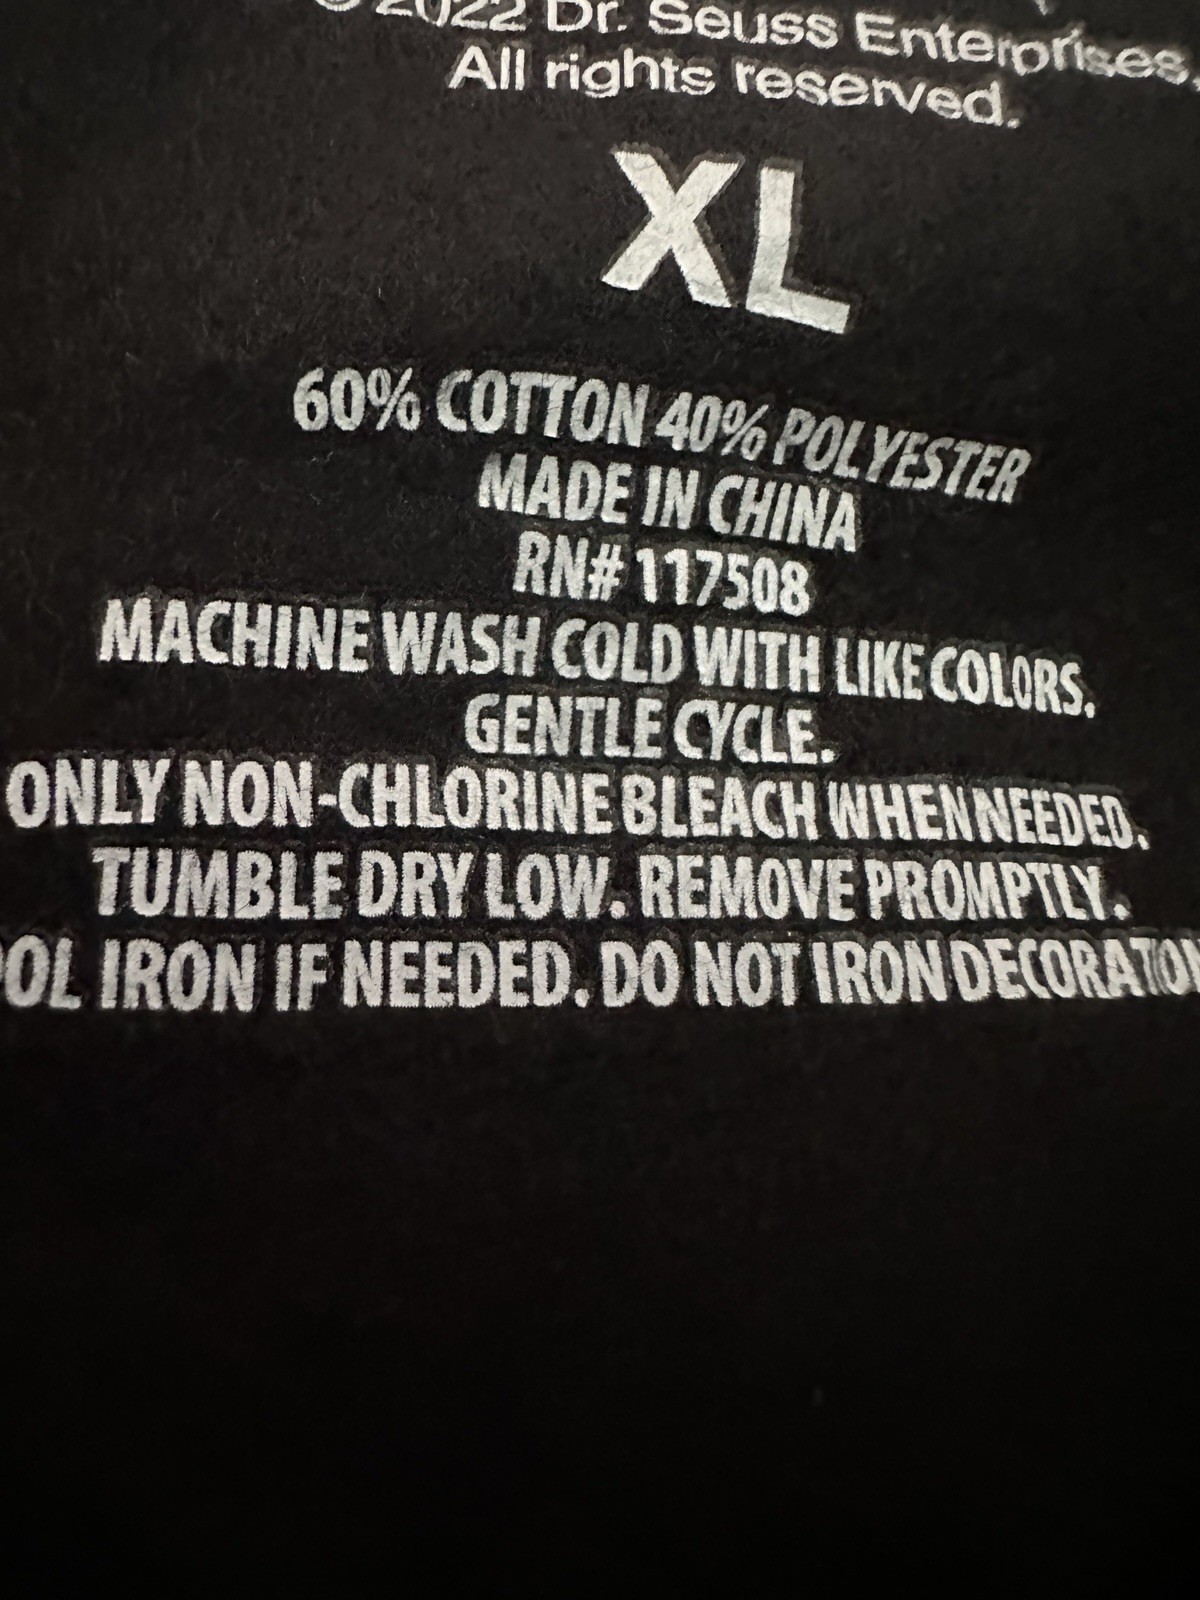 © 2022 Dr. Seuss Enterprises,
All rights reserved.
XL
60% COTTON 40% POLYESTER
MADE IN CHINA
RN# 117508
MACHINE WASH COLD WITH LIKE COLORS.
GENTLE CYCLE.
ONLY NON-CHLORINE BLEACH WHEN NEEDED.
TUMBLE DRY LOW. REMOVE PROMPTLY.
OOL IRON IF NEEDED. DO NOT IRON DECORATION